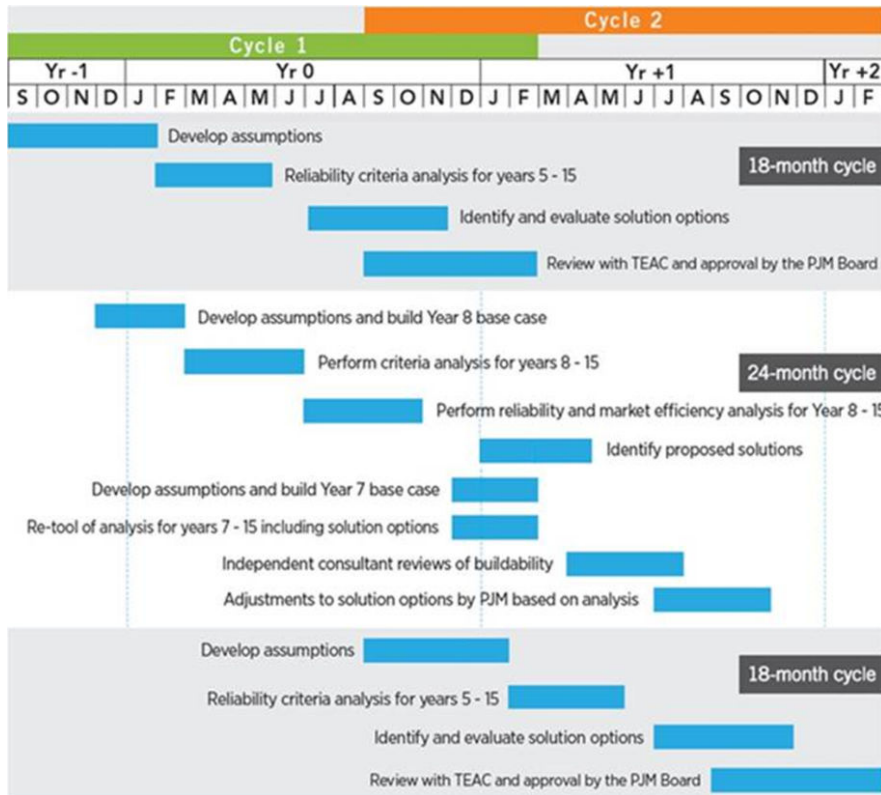 Cycle 2
Cycle 1
Yr -1 Yr 0 Yr +1 Yr +2
S O N D J F M A M J J A S O N D J F M A M J J A S O N D J F
Develop assumptions
18-month cycle
Reliability criteria analysis for years 5 - 15
Identify and evaluate solution options
Review with TEAC and approval by the PJM Board
Develop assumptions and build Year 8 base case
Perform criteria analysis for years 8 - 15
24-month cycle
Perform reliability and market efficiency analysis for Year 8 - 15
Identify proposed solutions
Develop assumptions and build Year 7 base case
Re-tool of analysis for years 7 - 15 including solution options
Independent consultant reviews of buildability
Adjustments to solution options by PJM based on analysis
Develop assumptions
18-month cycle
Reliability criteria analysis for years 5 - 15
Identify and evaluate solution options
Review with TEAC and approval by the PJM Board